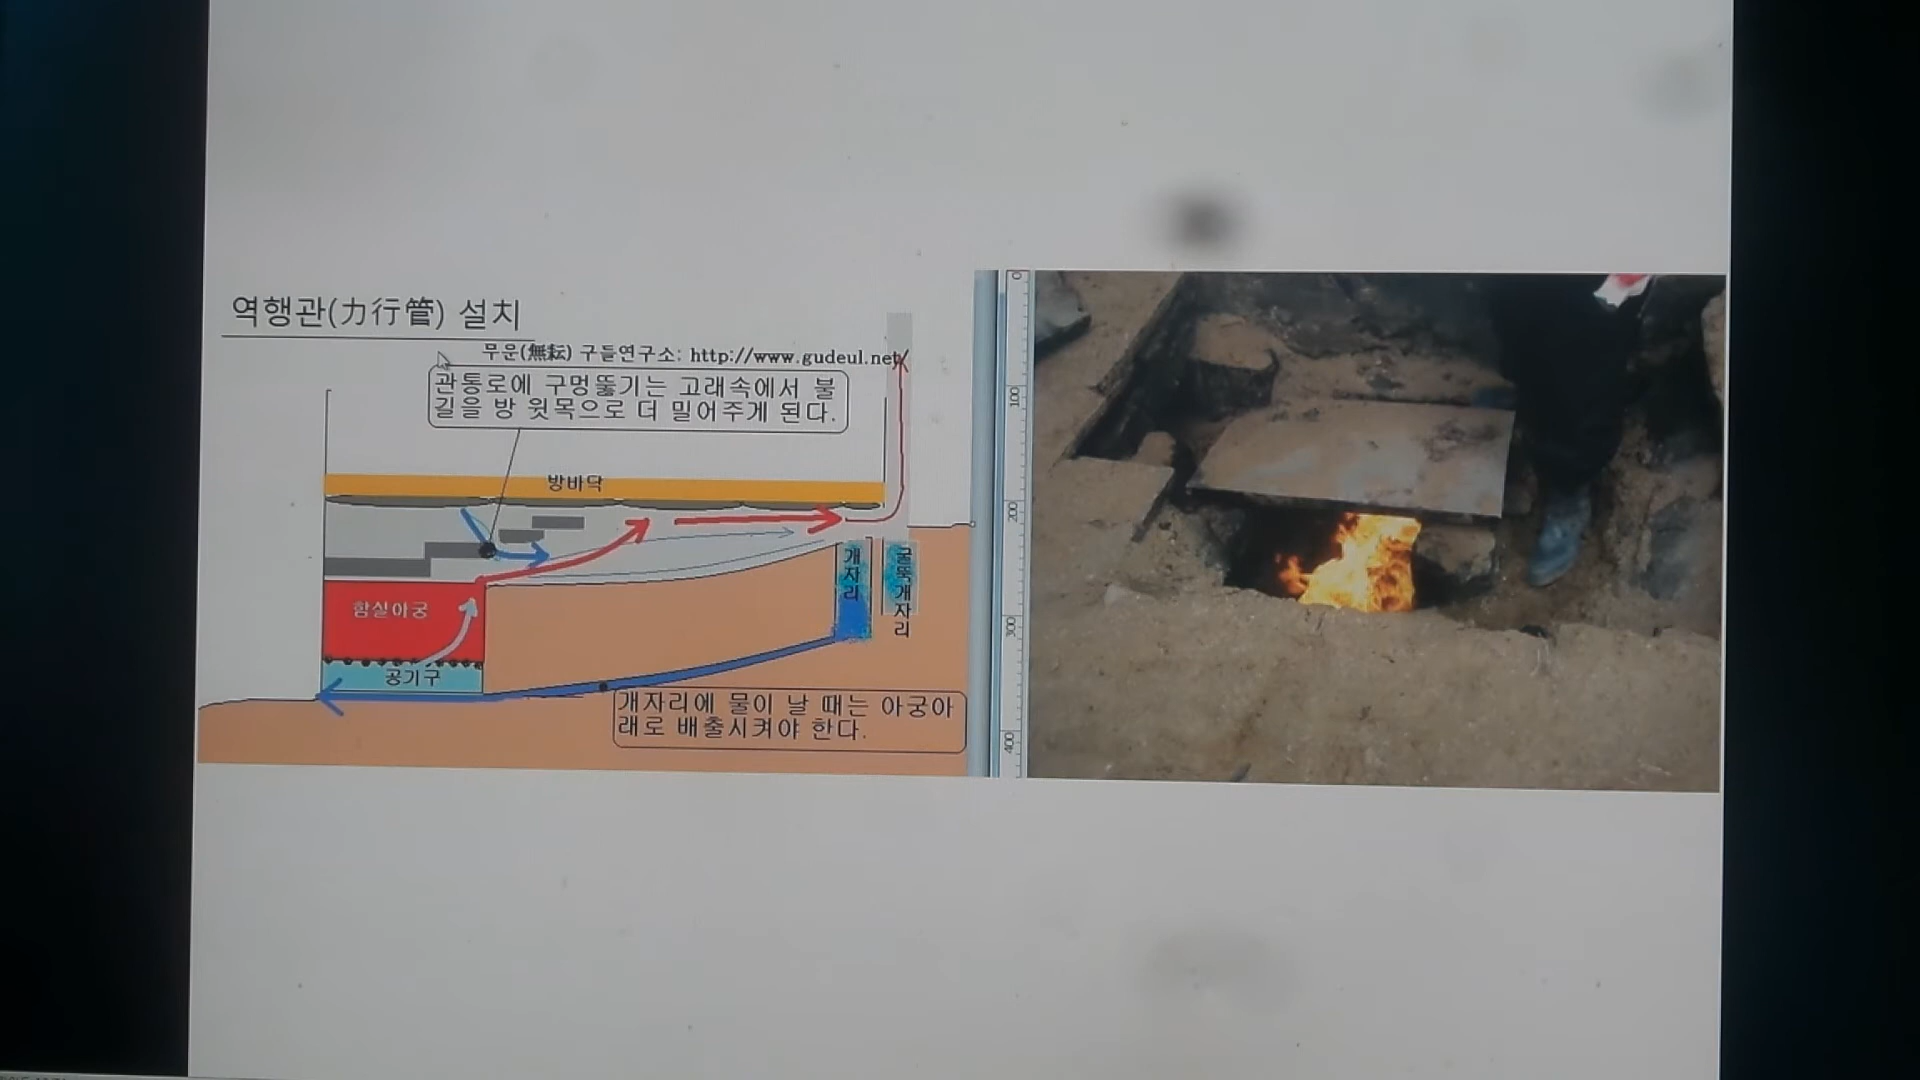 역행관(力行管) 설치
무운(無耘) 구들연구소: http://www.gudeul.net/
관통로에 구멍뚫기는 고래속에서 불
길을 방 윗목으로 더 밀어주게 된다.
방바닥
함실아궁
공기구
개자리
굴뚝개자리
개자리에 물이 날 때는 아궁아
래로 배출시켜야 한다.
0
100
200
300
400